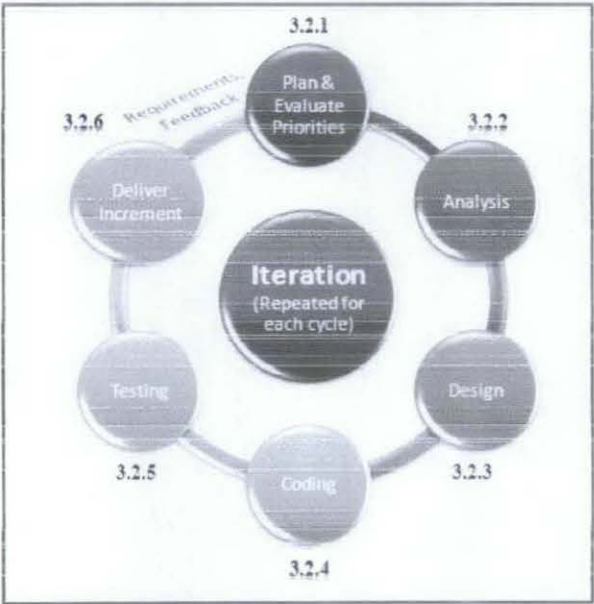 3.2.1
Plan &
Evaluate
Priorities
3.2.2
Analysis
Design
3.2.3
Coding
3.2.4
Testing
3.2.5
3.2.6
Deliver
Increment
Requirements,
Feedback
Iteration
(Repeated for
each cycle)